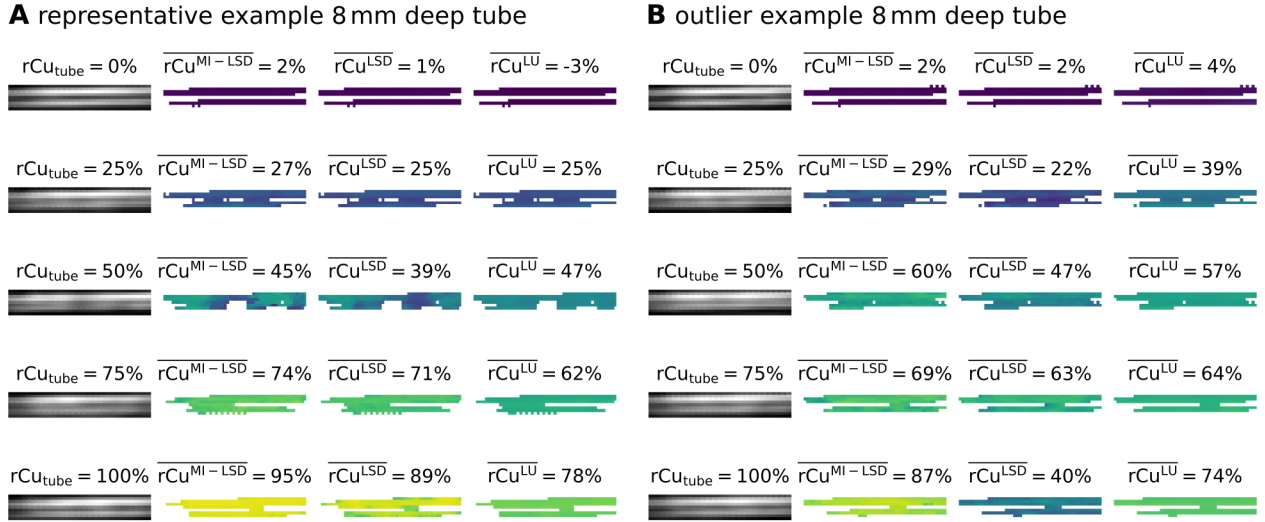 A representative example 8 mm deep tube
rCu_tube = 0% rCu^MI−LSD = 2% rCu^LSD = 1% rCu^LU = -3%
rCu_tube = 25% rCu^MI−LSD = 27% rCu^LSD = 25% rCu^LU = 25%
rCu_tube = 50% rCu^MI−LSD = 45% rCu^LSD = 39% rCu^LU = 47%
rCu_tube = 75% rCu^MI−LSD = 74% rCu^LSD = 71% rCu^LU = 62%
rCu_tube = 100% rCu^MI−LSD = 95% rCu^LSD = 89% rCu^LU = 78%
B outlier example 8 mm deep tube
rCu_tube = 0% rCu^MI−LSD = 2% rCu^LSD = 2% rCu^LU = 4%
rCu_tube = 25% rCu^MI−LSD = 29% rCu^LSD = 22% rCu^LU = 39%
rCu_tube = 50% rCu^MI−LSD = 60% rCu^LSD = 47% rCu^LU = 57%
rCu_tube = 75% rCu^MI−LSD = 69% rCu^LSD = 63% rCu^LU = 64%
rCu_tube = 100% rCu^MI−LSD = 87% rCu^LSD = 40% rCu^LU = 74%